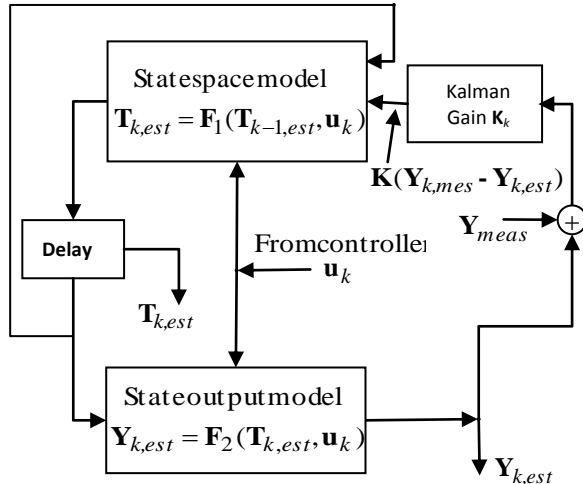 Statespacemodel
T_{k,est} = F_1(T_{k-1,est}, u_k)
Kalman
Gain K_k
K(Y_{k,mes} - Y_{k,est})
Y_{meas}
+
Delay
Fromcontroller
u_k
T_{k,est}
Stateoutputmodel
Y_{k,est} = F_2(T_{k,est}, u_k)
Y_{k,est}